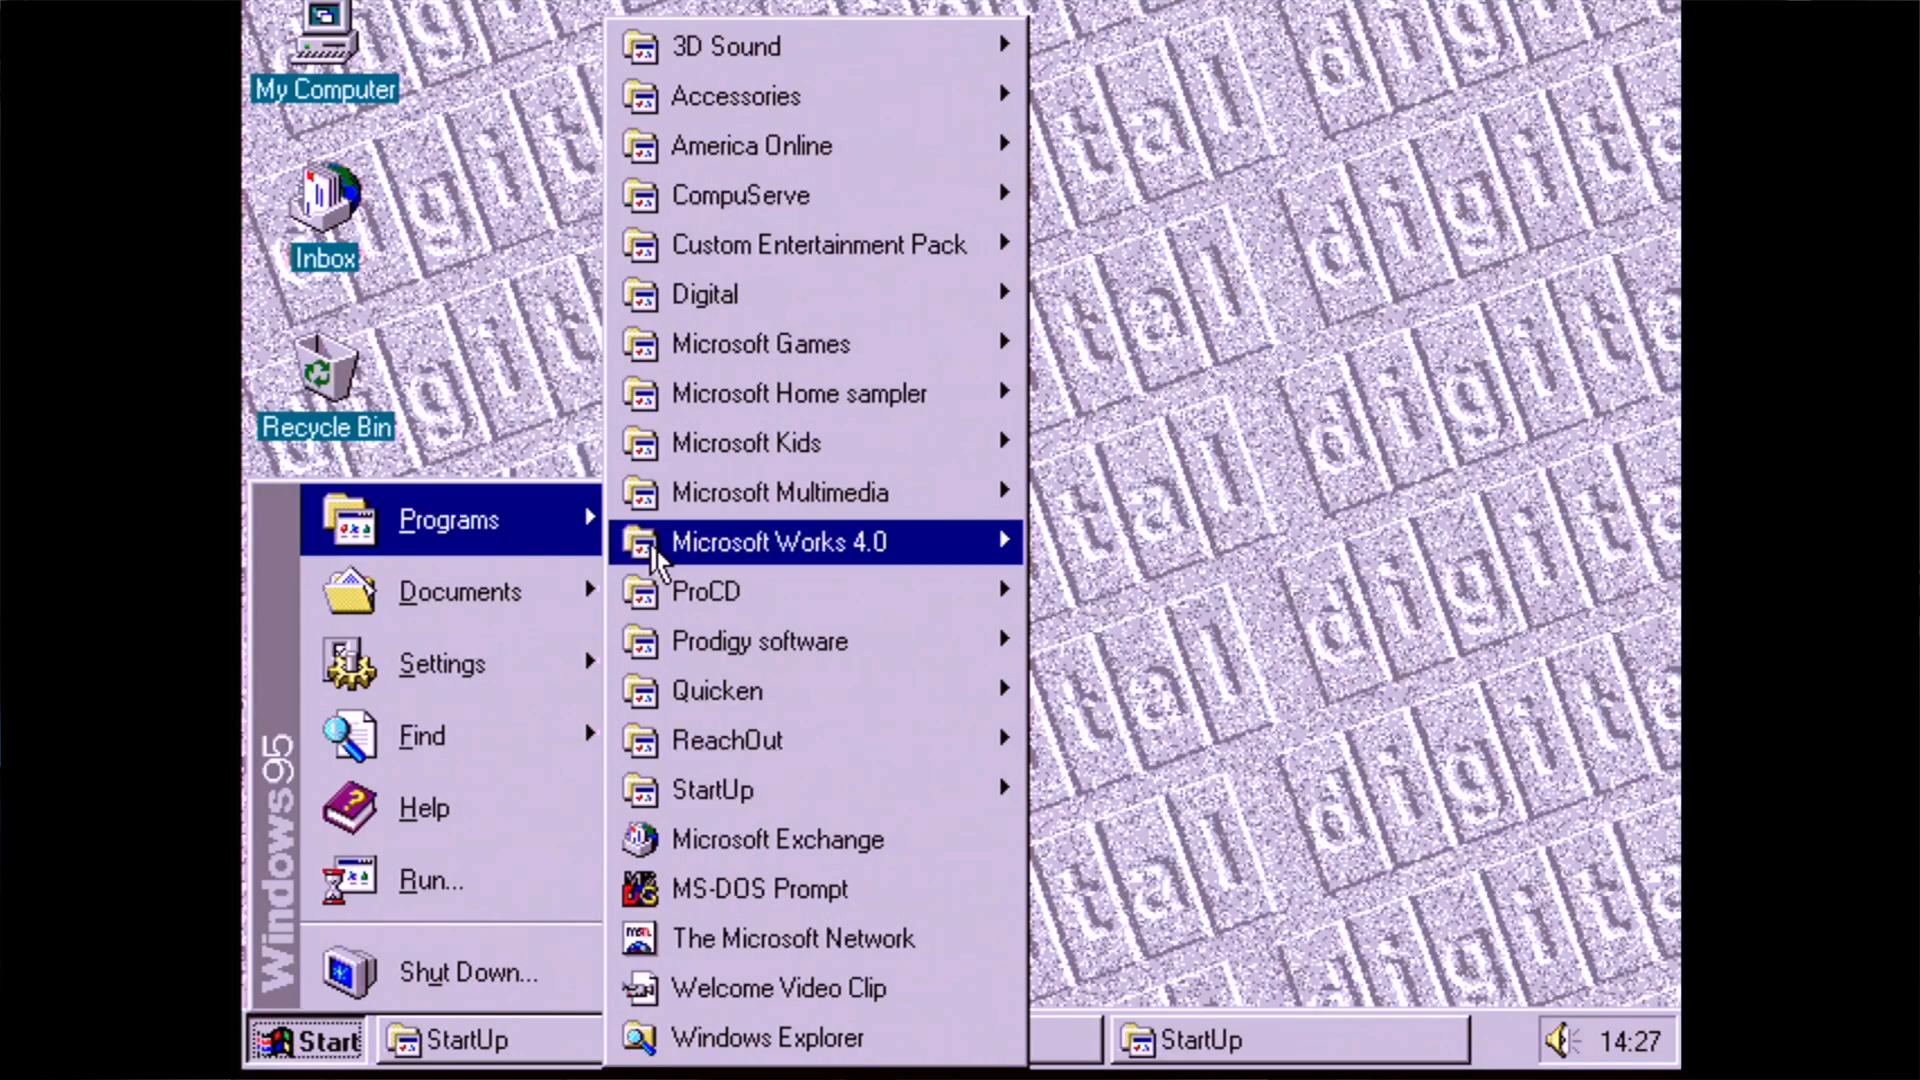 My Computer
Inbox
Recycle Bin
Programs
Documents
Settings
Find
Help
Run...
Shut Down...
Windows95
3D Sound
Accessories
America Online
CompuServe
Custom Entertainment Pack
Digital
Microsoft Games
Microsoft Home sampler
Microsoft Kids
Microsoft Multimedia
Microsoft Works 4.0
ProCD
Prodigy software
Quicken
ReachOut
StartUp
Microsoft Exchange
MS-DOS Prompt
The Microsoft Network
Welcome Video Clip
Windows Explorer
digital
Start
StartUp
StartUp
14:27